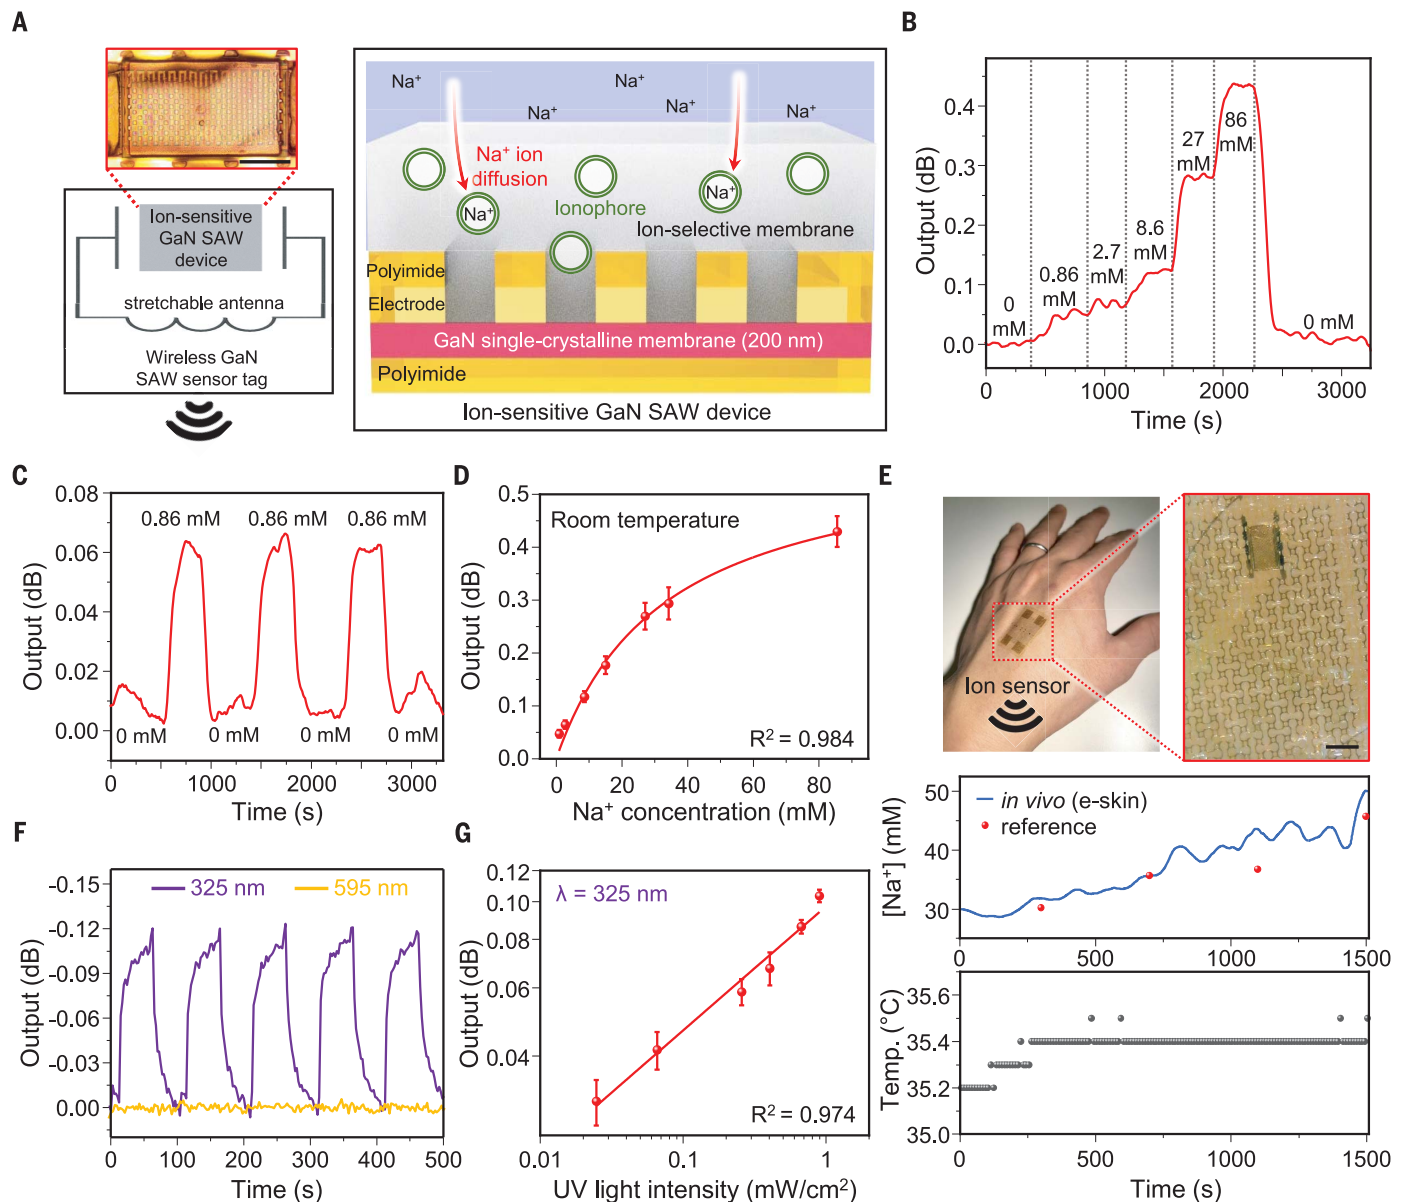 A
Ion-sensitive
GaN SAW
device
stretchable antenna
Wireless GaN
SAW sensor tag
Na⁺
Na⁺
Na⁺
Na⁺
Na⁺
Na⁺ ion
diffusion
Na⁺
Na⁺
Ionophore
Ion-selective membrane
Polyimide
Electrode
GaN single-crystalline membrane (200 nm)
Polyimide
Ion-sensitive GaN SAW device
B
Output (dB)
0.4
0.3
0.2
0.1
0.0
0
mM
0.86
mM
2.7
mM
8.6
mM
27
mM
86
mM
0 mM
0
1000
2000
3000
Time (s)
C
Output (dB)
0.08
0.06
0.04
0.02
0.00
0.86 mM
0.86 mM
0.86 mM
0 mM
0 mM
0 mM
0 mM
0
1000
2000
3000
Time (s)
D
Output (dB)
0.5
0.4
0.3
0.2
0.1
0.0
Room temperature
R² = 0.984
0
20
40
60
80
Na⁺ concentration (mM)
E
Ion sensor
[Na⁺] (mM)
50
40
30
in vivo (e-skin)
reference
0
500
1000
1500
Temp. (°C)
35.6
35.4
35.2
35.0
0
500
1000
1500
Time (s)
F
Output (dB)
-0.15
-0.12
-0.09
-0.06
-0.03
0.00
325 nm
595 nm
0
100
200
300
400
500
Time (s)
G
Output (dB)
0.12
0.10
0.08
0.06
0.04
λ = 325 nm
R² = 0.974
0.01
0.1
1
UV light intensity (mW/cm²)